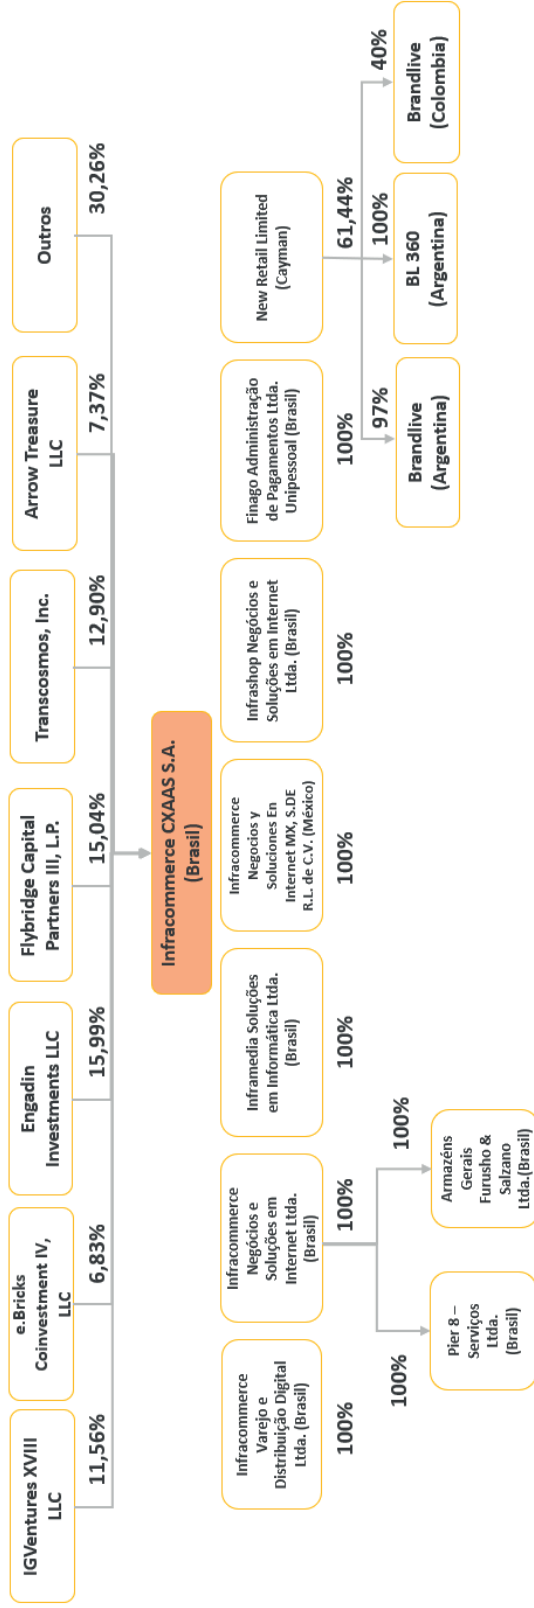 IGVentures XVIII
LLC
11,56%
e.Bricks
Coinvestment IV,
LLC
6,83%
Engadin
Investments LLC
15,99%
Flybridge Capital
Partners III, L.P.
15,04%
Transcosmos, Inc.
12,90%
Arrow Treasure
LLC
7,37%
Outros
30,26%
Infracommerce CXAAS S.A.
(Brasil)
Infracommerce
Varejo e
Distribuição Digital
Ltda. (Brasil)
100%
Infracommerce
Negócios e
Soluções em
Internet Ltda.
(Brasil)
100%
Inframedia Soluções
em Informática Ltda.
(Brasil)
100%
Infracommerce
Negocios y
Soluciones En
Internet MX, S.DE
R.L. de C.V. (México)
100%
Infrashop Negócios e
Soluções em Internet
Ltda. (Brasil)
100%
Finago Administração
de Pagamentos Ltda.
Unipessoal (Brasil)
100%
New Retail Limited
(Cayman)
61,44%
100%
Pier 8 –
Serviços
Ltda.
(Brasil)
100%
Armazéns
Gerais
Furusho &
Salzano
Ltda.(Brasil)
97%
Brandlive
(Argentina)
100%
BL 360
(Argentina)
40%
Brandlive
(Colombia)